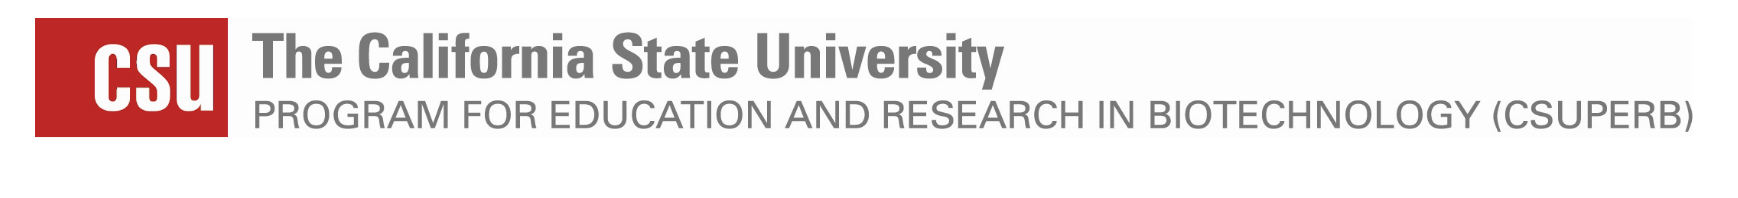 CSU
The California State University
PROGRAM FOR EDUCATION AND RESEARCH IN BIOTECHNOLOGY (CSUPERB)